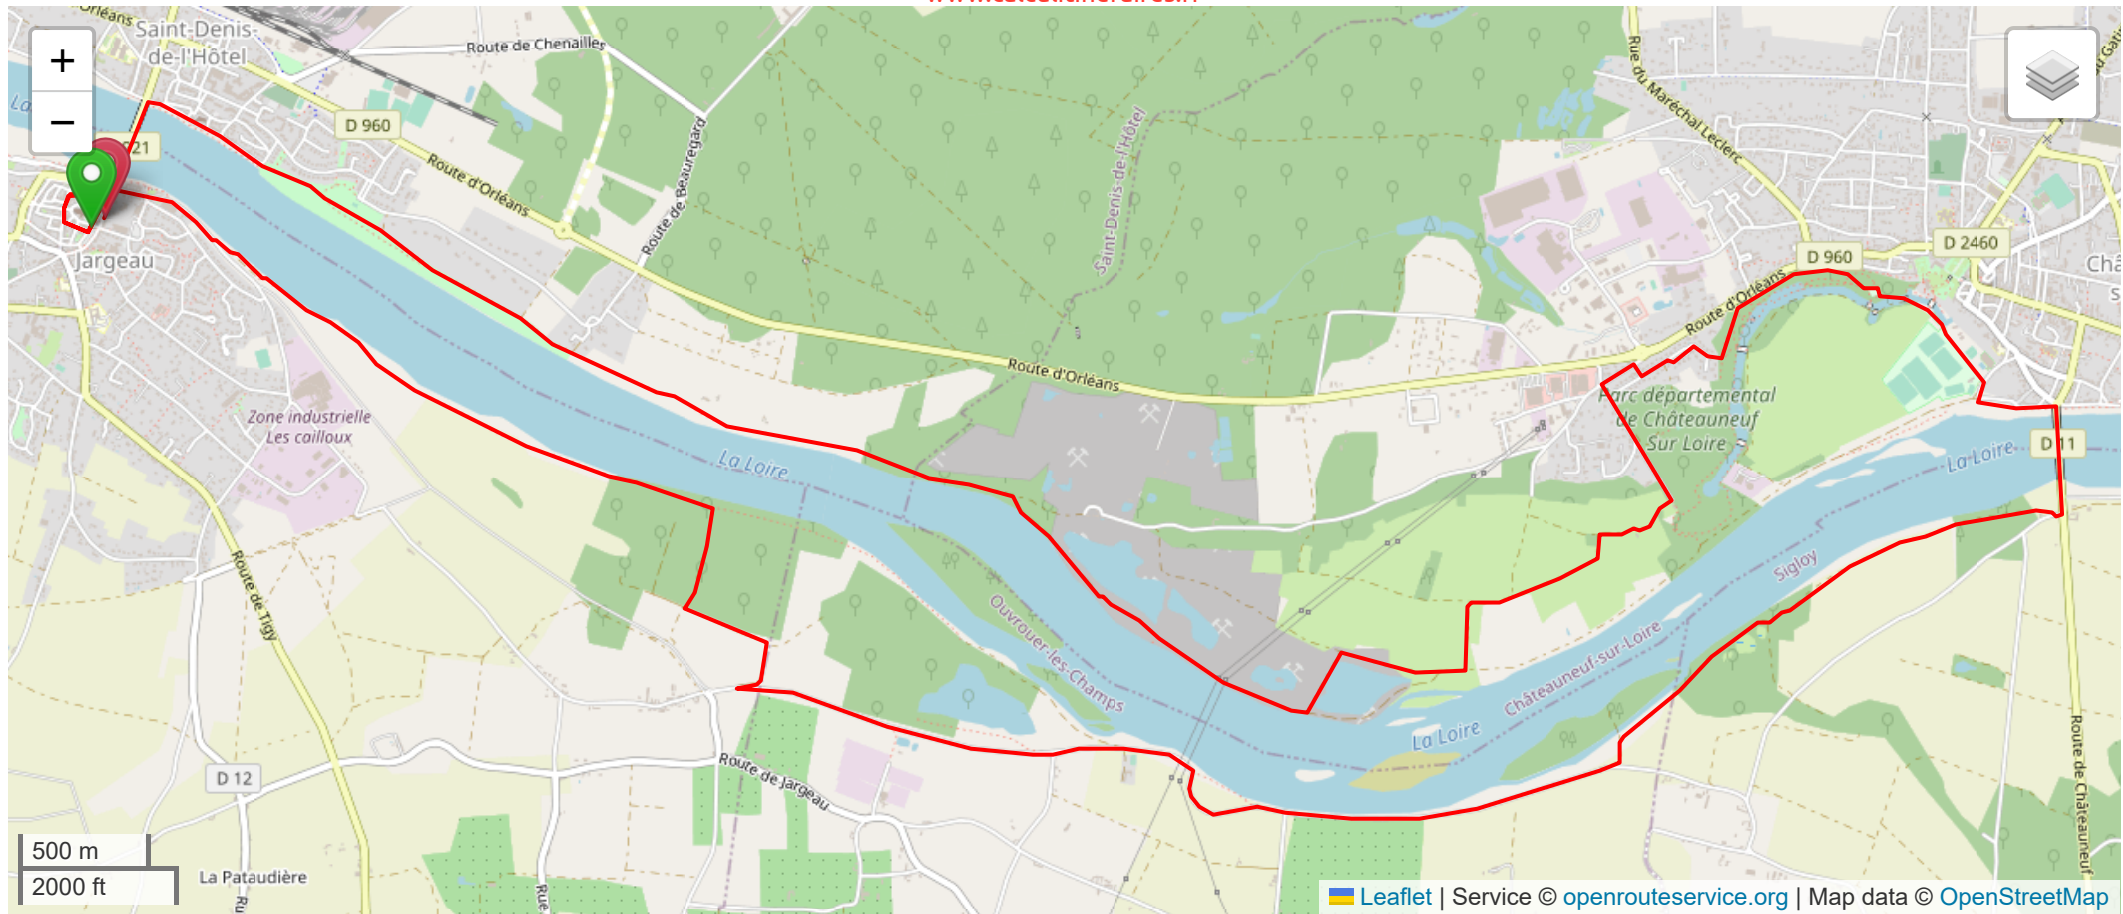 Orléans
Saint-Denis-
de-l'Hôtel
Route de Chenailles
+
−
D 960
Route d'Orléans
Route de Beauregard
Saint-Denis-de-l'Hôtel
Rue du Maréchal Leclerc
D 2460
D 960
Route d'Orléans
Jargeau
Zone industrielle
Les cailloux
Route d'Orléans
Parc départemental
de Châteauneuf
Sur Loire
D 11
La Loire
La Loire
Route de Tigy
Ouvrouer-les-Champs
Sigloy
Châteauneuf-sur-Loire
La Loire
D 12
Route de Jargeau
Route de Châteauneuf
500 m
2000 ft
La Pataudière
Rue
Leaflet | Service © openrouteservice.org | Map data © OpenStreetMap